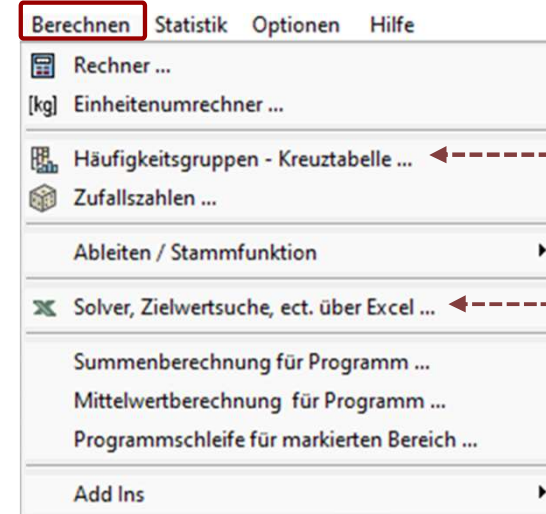 Berechnen Statistik Optionen Hilfe
Rechner ...
[kg] Einheitenumrechner ...
Häufigkeitsgruppen - Kreuztabelle ...
Zufallszahlen ...
Ableiten / Stammfunktion
Solver, Zielwertsuche, ect. über Excel ...
Summenberechnung für Programm ...
Mittelwertberechnung für Programm ...
Programmschleife für markierten Bereich ...
Add Ins